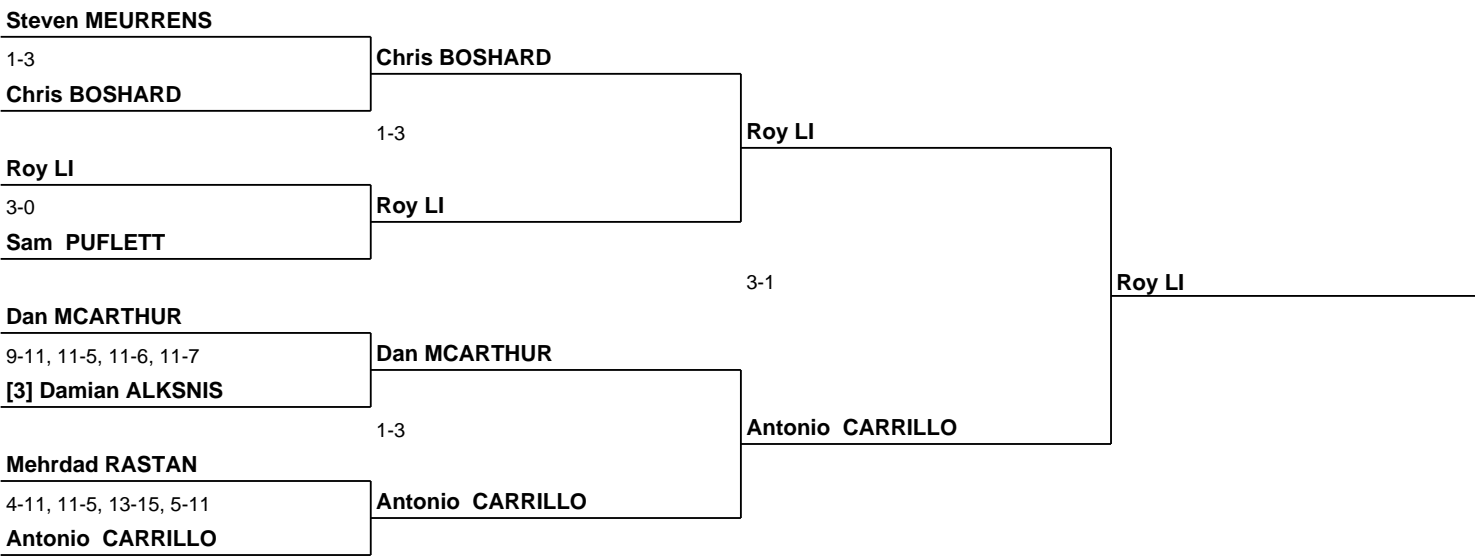 Steven MEURRENS
1-3
Chris BOSHARD
Chris BOSHARD
1-3
Roy LI
Roy LI
3-0
Roy LI
Sam PUFLETT
3-1
Roy LI
Dan MCARTHUR
9-11, 11-5, 11-6, 11-7
Dan MCARTHUR
[3] Damian ALKSNIS
1-3
Antonio CARRILLO
Mehrdad RASTAN
4-11, 11-5, 13-15, 5-11
Antonio CARRILLO
Antonio CARRILLO